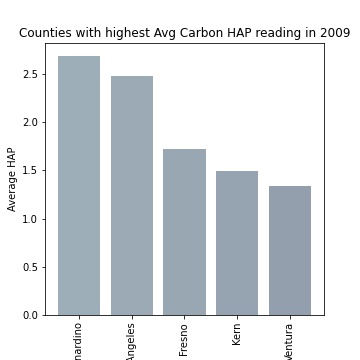 Counties with highest Avg Carbon HAP reading in 2009
Average HAP
2.5
2.0
1.5
1.0
0.5
0.0
nardino
Angeles
Fresno
Kern
Ventura